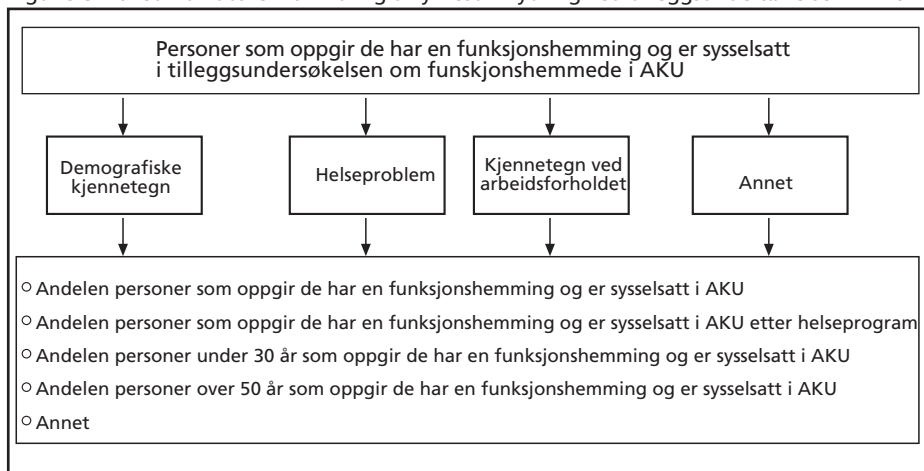 Personer som oppgir de har en funksjonshemming og er sysselsatt
i tilleggsundersøkelsen om funskjonshemmede i AKU
Demografiske
kjennetegn
Helseproblem
Kjennetegn ved
arbeidsforholdet
Annet
Andelen personer som oppgir de har en funksjonshemming og er sysselsatt i AKU
Andelen personer som oppgir de har en funksjonshemming og er sysselsatt i AKU etter helseprogram
Andelen personer under 30 år som oppgir de har en funksjonshemming og er sysselsatt i AKU
Andelen personer over 50 år som oppgir de har en funksjonshemming og er sysselsatt i AKU
Annet